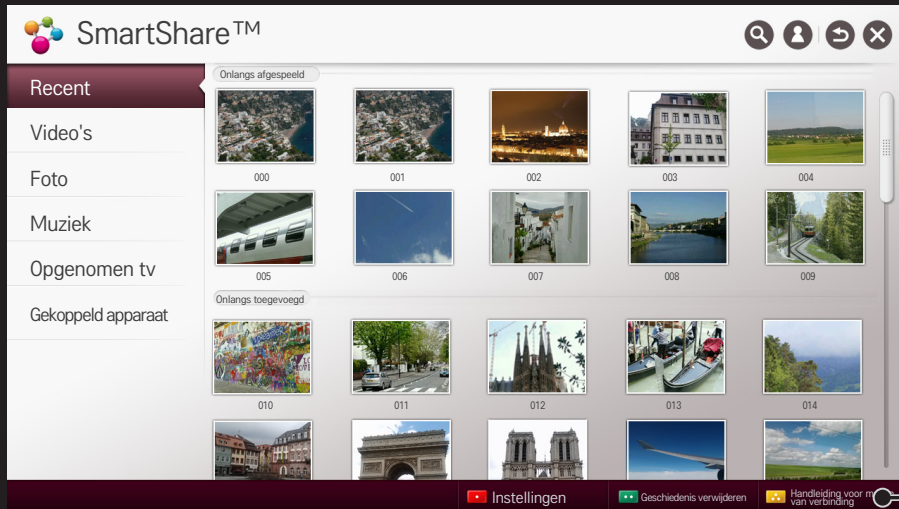 SmartShare™
Recent
Video's
Foto
Muziek
Opgenomen tv
Gekoppeld apparaat
Onlangs afgespeeld
000 001 002 003 004
005 006 007 008 009
Onlangs toegevoegd
010 011 012 013 014
Instellingen
Geschiedenis verwijderen
Handleiding voor
van verbinding